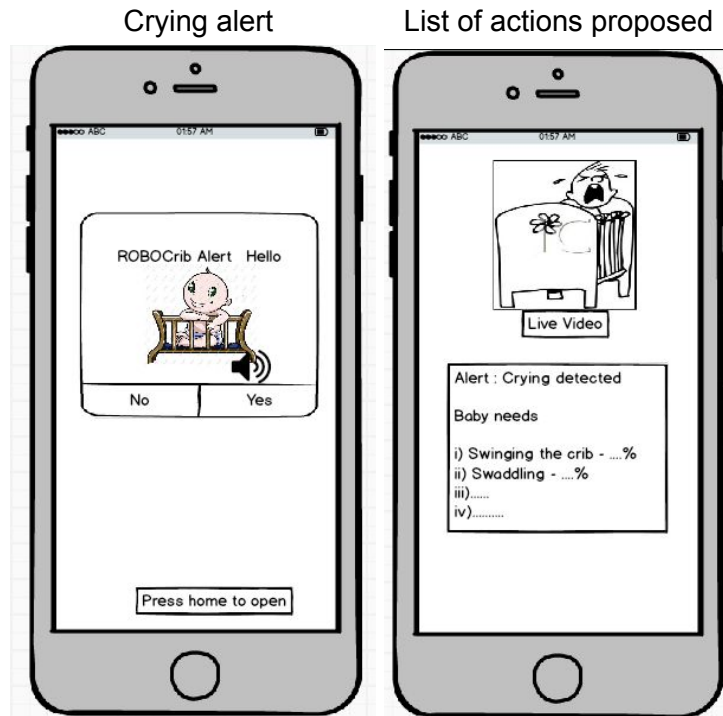 Crying alert
List of actions proposed
ABC 01:57 AM
ROBOCrib Alert Hello
No Yes
Press home to open
ABC 01:57 AM
Live Video
Alert : Crying detected
Baby needs
i) Swinging the crib - ....%
ii) Swaddling - ....%
iii)......
iv)..........